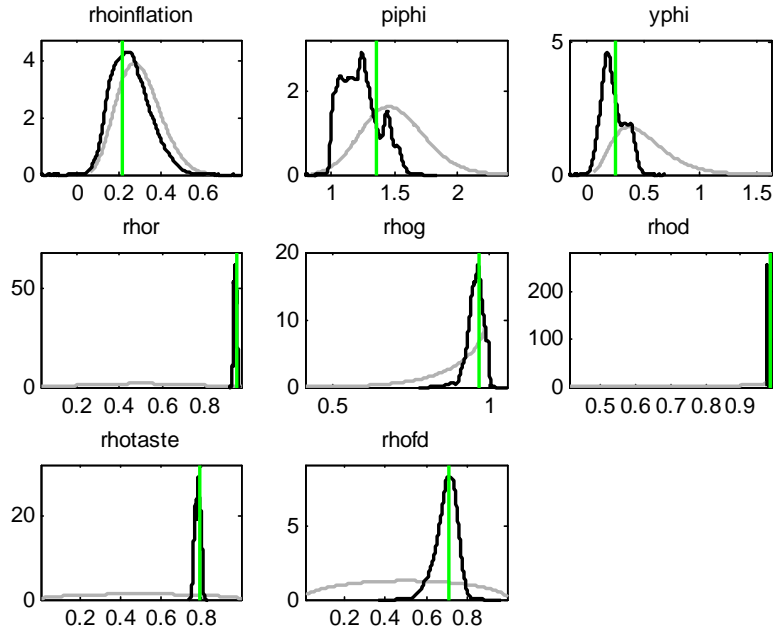 rhoinflation piphi yphi
4 2 0 0 0.2 0.4 0.6
2 0 1 1.5 2
5 0 0 0.5 1 1.5
rhor rhog rhod
50 0 0.2 0.4 0.6 0.8
20 10 0 0.5 1
200 100 0 0.5 0.6 0.7 0.8 0.9
rhotaste rhofd
20 0 0.2 0.4 0.6 0.8
5 0 0.2 0.4 0.6 0.8